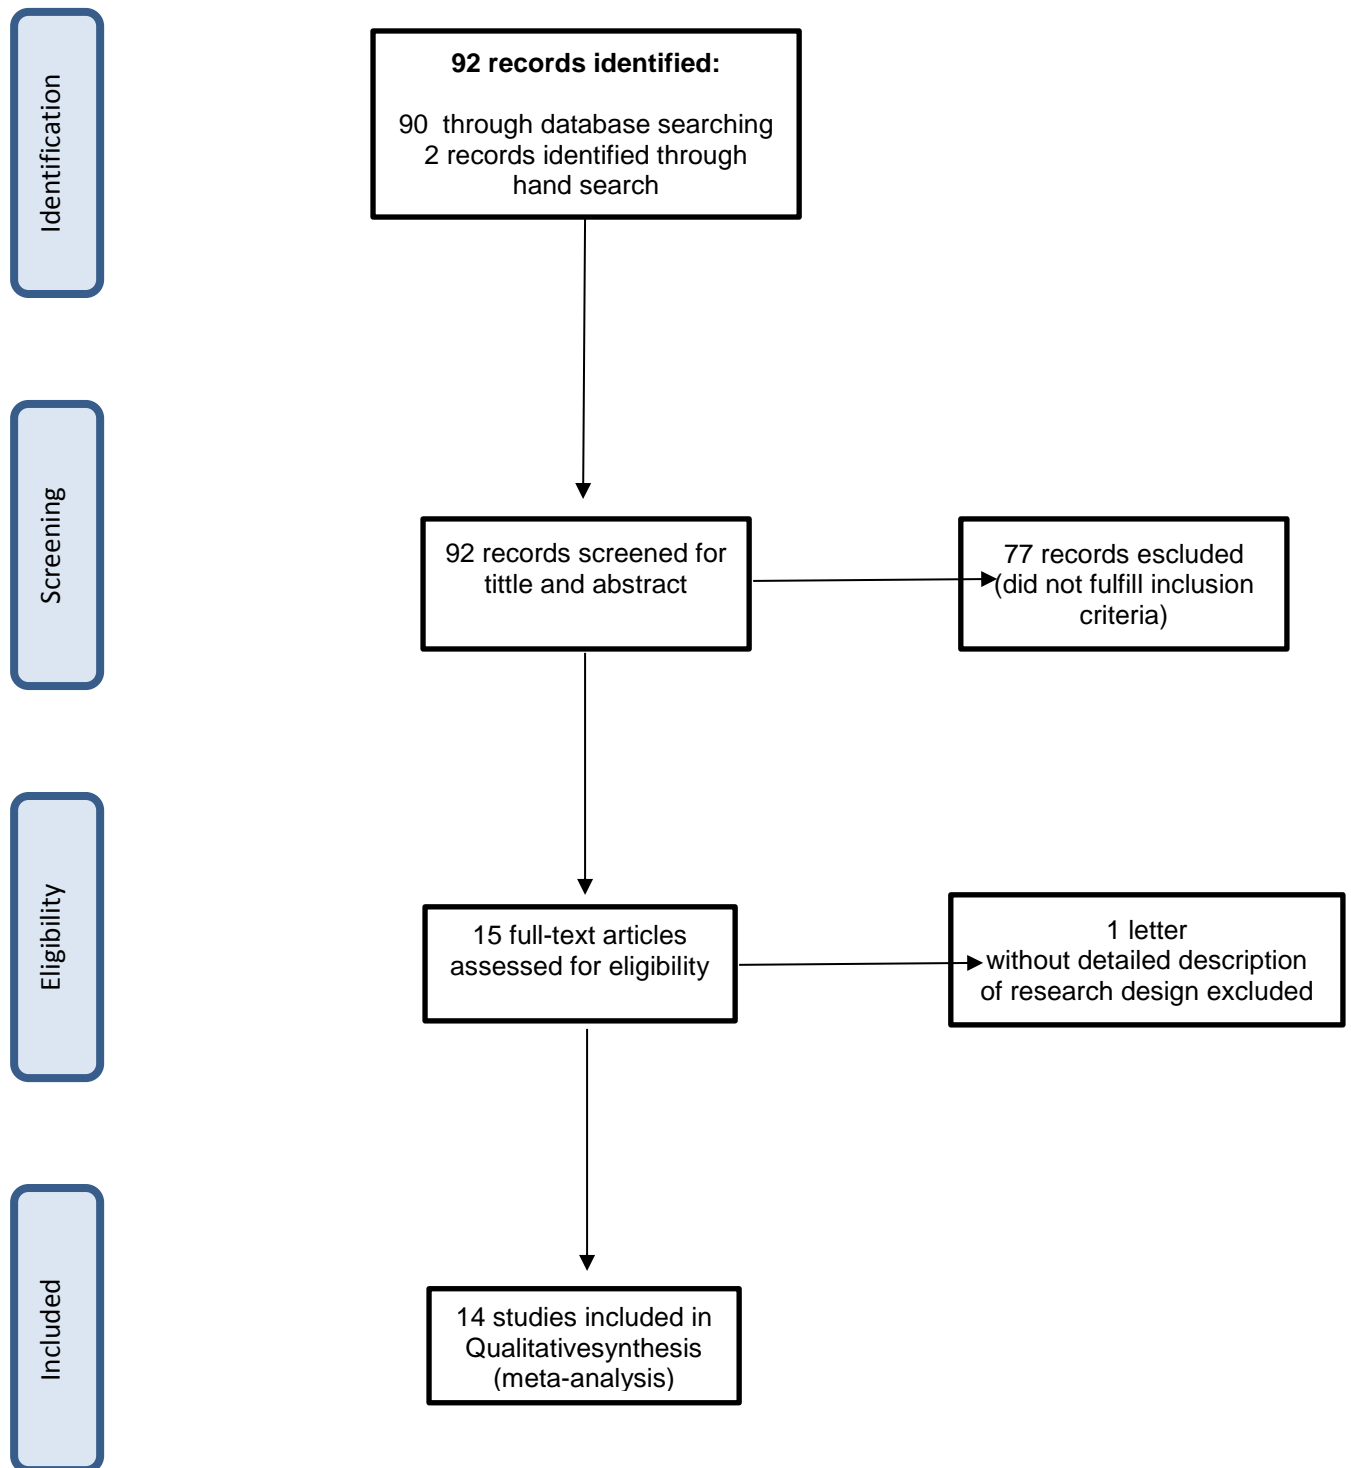 Identification
92 records identified:
90 through database searching
2 records identified through
hand search
Screening
92 records screened for
tittle and abstract
77 records escluded
(did not fulfill inclusion
criteria)
Eligibility
15 full-text articles
assessed for eligibility
1 letter
without detailed description
of research design excluded
Included
14 studies included in
Qualitativesynthesis
(meta-analysis)